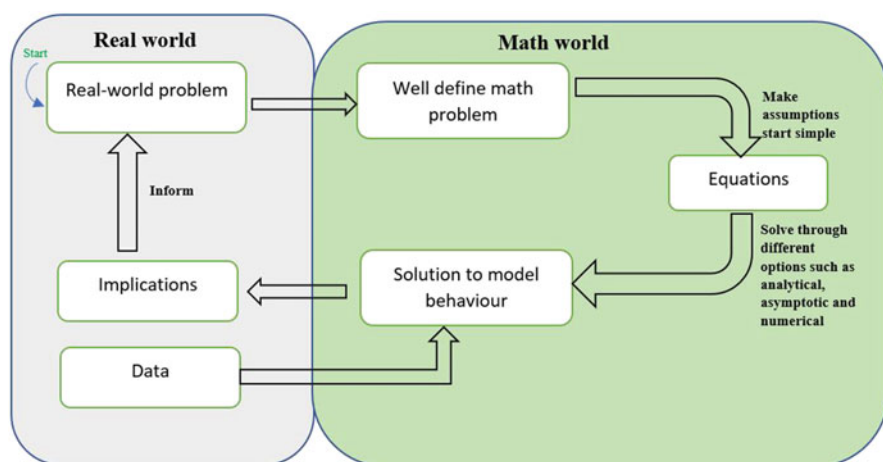 Real world
Math world
Start
Real-world problem
Well define math
problem
Make
assumptions
start simple
Equations
Inform
Solve through
different
options such as
analytical,
asymptotic and
numerical
Implications
Solution to model
behaviour
Data